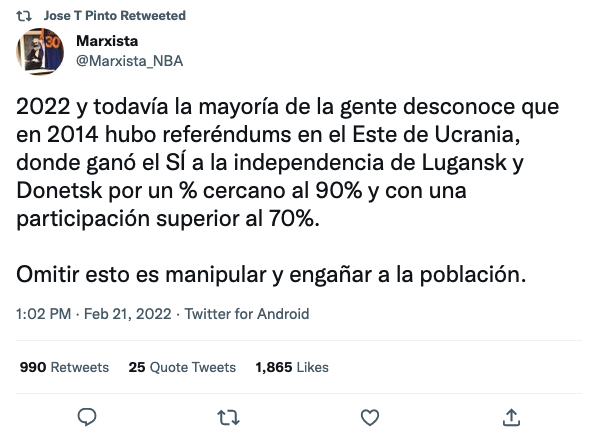 Jose T Pinto Retweeted
30
Marxista
@Marxista_NBA
2022 y todavía la mayoría de la gente desconoce que
en 2014 hubo referéndums en el Este de Ucrania,
donde ganó el SÍ a la independencia de Lugansk y
Donetsk por un % cercano al 90% y con una
participación superior al 70%.
Omitir esto es manipular y engañar a la población.
1:02 PM · Feb 21, 2022 · Twitter for Android
990 Retweets 25 Quote Tweets 1,865 Likes